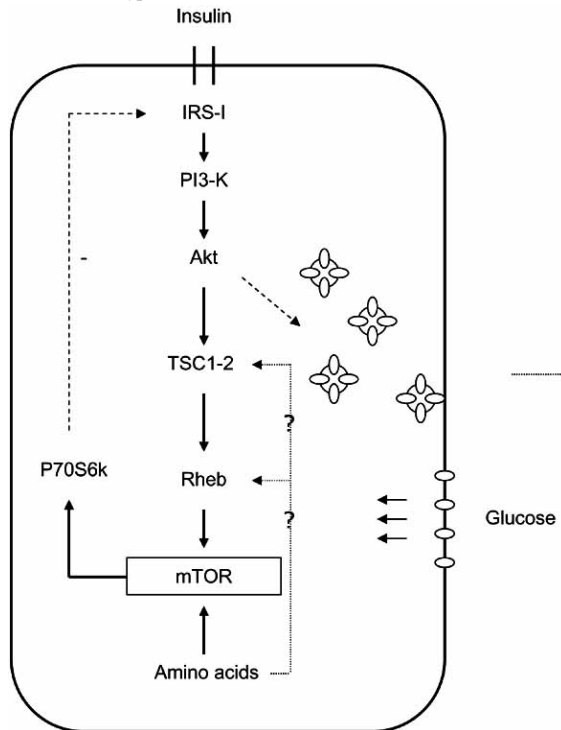 Insulin
IRS-I
PI3-K
-
Akt
TSC1-2
?
P70S6k
Rheb
?
Glucose
mTOR
Amino acids